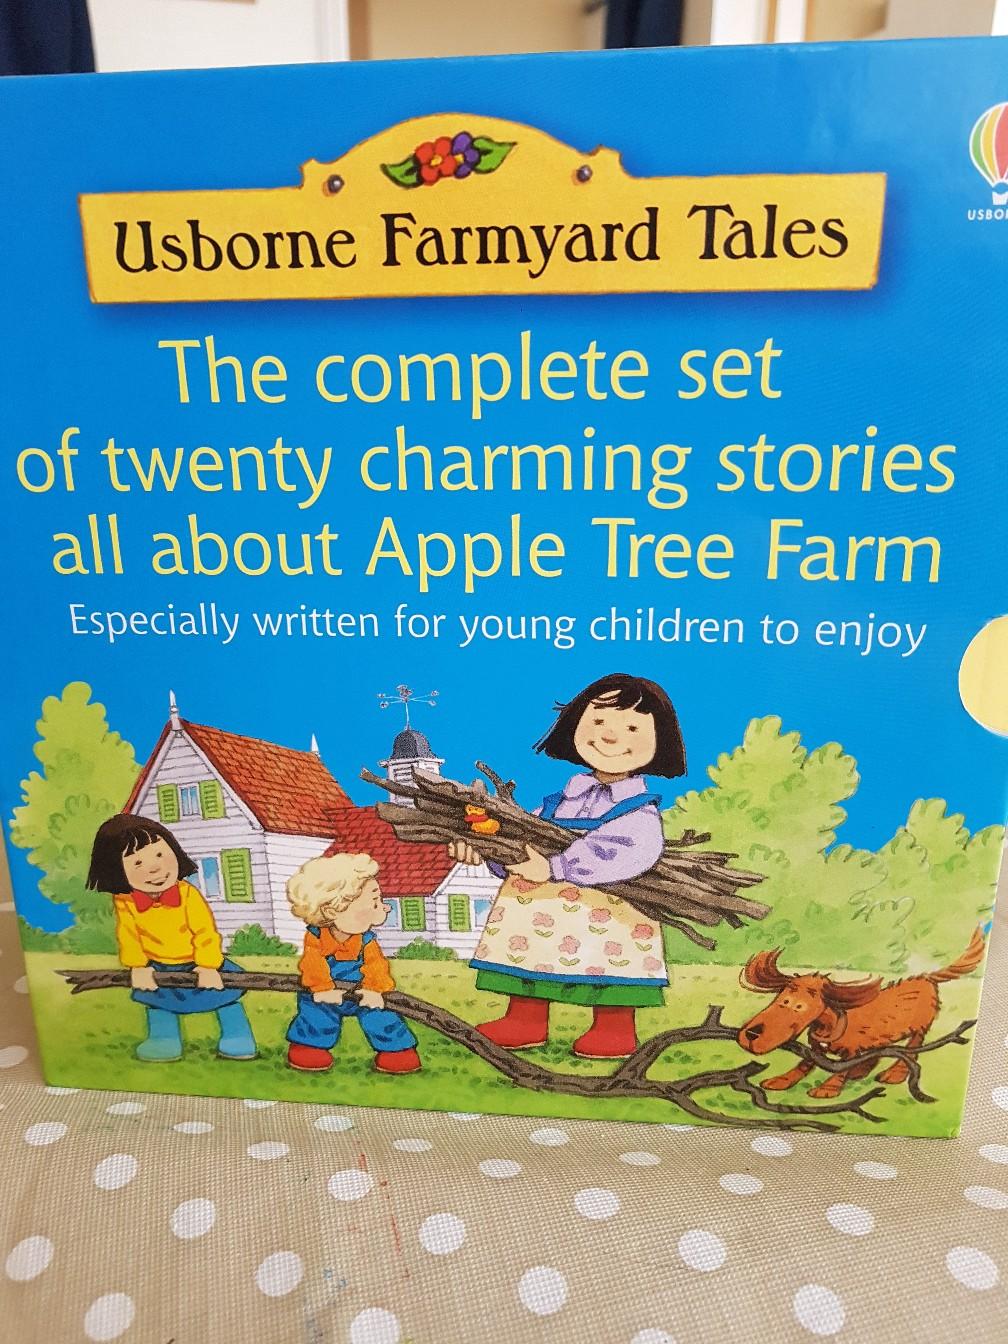 Usborne Farmyard Tales
The complete set
of twenty charming stories
all about Apple Tree Farm
Especially written for young children to enjoy